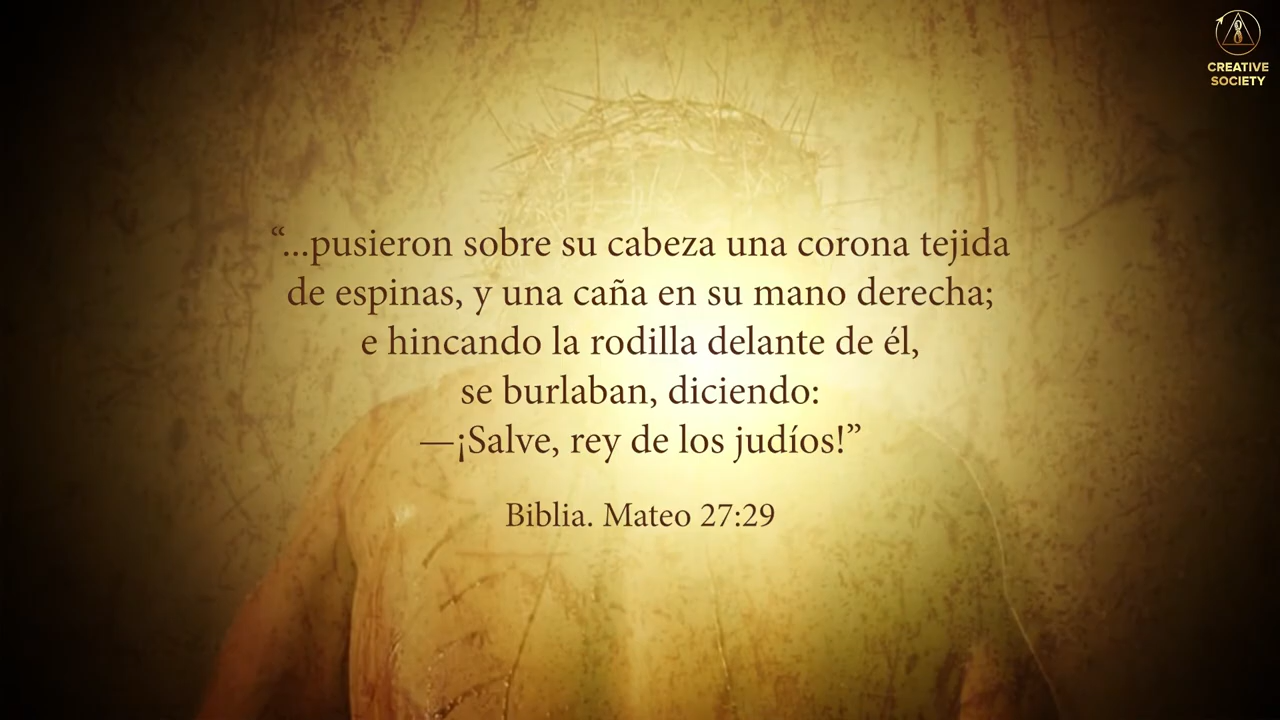 CREATIVE
SOCIETY
“...pusieron sobre su cabeza una corona tejida
de espinas, y una caña en su mano derecha;
e hincando la rodilla delante de él,
se burlaban, diciendo:
—¡Salve, rey de los judíos!”
Biblia. Mateo 27:29